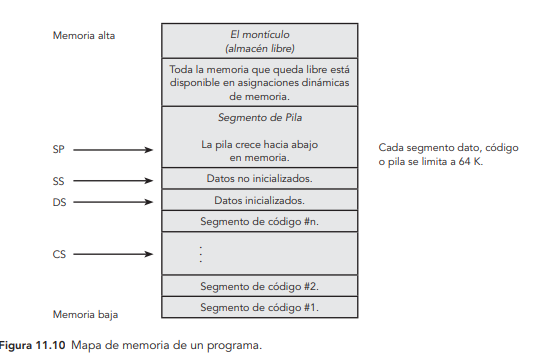 Memoria alta
El montículo
(almacén libre)
Toda la memoria que queda libre está
disponible en asignaciones dinámicas
de memoria.
Segmento de Pila
SP
La pila crece hacia abajo
en memoria.
Cada segmento dato, código
o pila se limita a 64 K.
SS
Datos no inicializados.
DS
Datos inicializados.
Segmento de código #n.
CS
.
.
.
Segmento de código #2.
Memoria baja
Segmento de código #1.
Figura 11.10 Mapa de memoria de un programa.